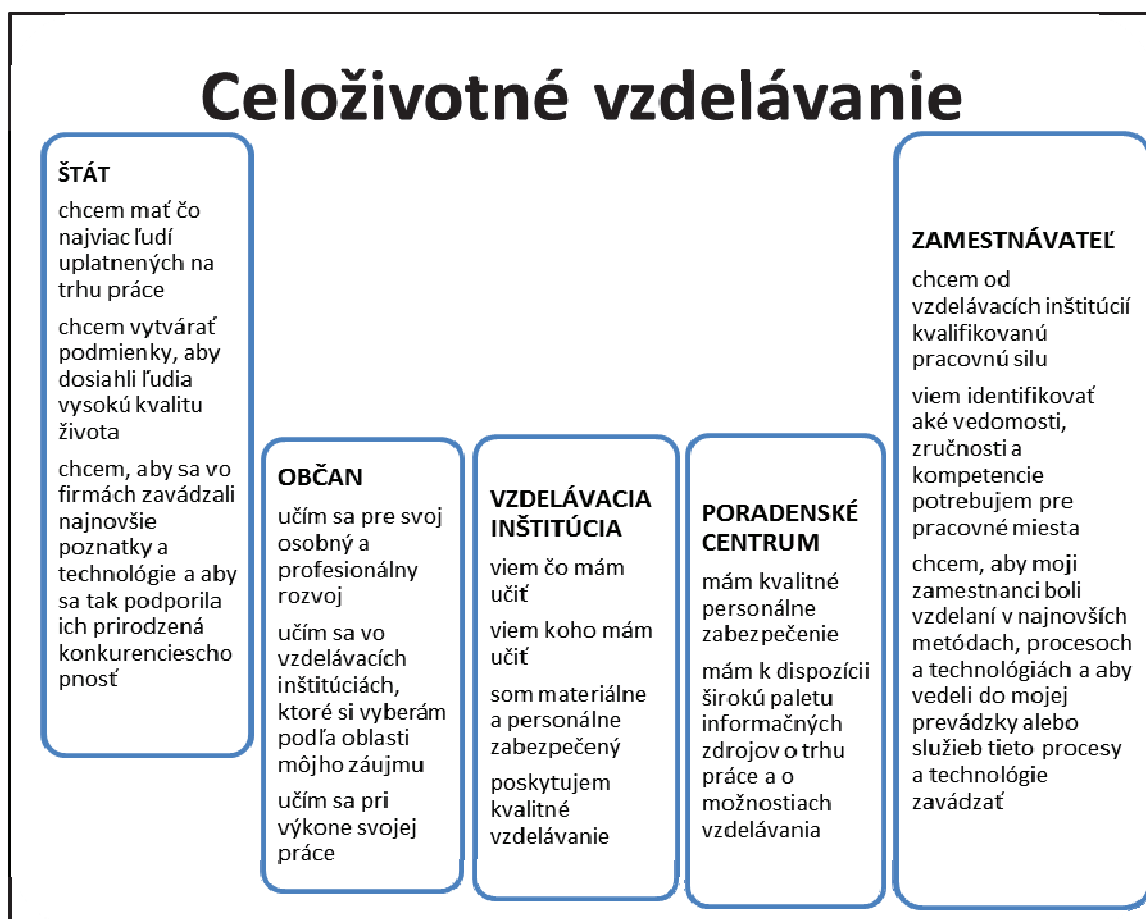 Celoživotné vzdelávanie
ŠTÁT
chcem mať čo
najviac ľudí
uplatnených na
trhu práce
chcem vytvárať
podmienky, aby
dosiahli ľudia
vysokú kvalitu
života
chcem, aby sa vo
firmách zavádzali
najnovšie
poznatky a
technológie a aby
sa tak podporila
ich prirodzená
konkurenciescho
pnosť
OBČAN
učím sa pre svoj
osobný a
profesionálny
rozvoj
učím sa vo
vzdelávacích
inštitúciách,
ktoré si vyberám
podľa oblasti
môjho záujmu
učím sa pri
výkone svojej
práce
VZDELÁVACIA
INŠTITÚCIA
viem čo mám
učiť
viem koho mám
učiť
som materiálne
a personálne
zabezpečený
poskytujem
kvalitné
vzdelávanie
PORADENSKÉ
CENTRUM
mám kvalitné
personálne
zabezpečenie
mám k dispozícii
širokú paletu
informačných
zdrojov o trhu
práce a o
možnostiach
vzdelávania
ZAMESTNÁVATEĽ
chcem od
vzdelávacích inštitúcií
kvalifikovanú
pracovnú silu
viem identifikovať
aké vedomosti,
zručnosti a
kompetencie
potrebujem pre
pracovné miesta
chcem, aby moji
zamestnanci boli
vzdelaní v najnovších
metódach, procesoch
a technológiách a aby
vedeli do mojej
prevádzky alebo
služieb tieto procesy
a technológie
zavádzať